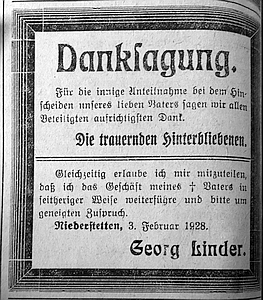 Danksagung.
Für die innige Anteilnahme bei dem Hin-
scheiden unseres lieben Vaters sagen wir allen
Beteiligten aufrichtigsten Dank.
Die trauernden Hinterbliebenen.
Gleichzeitig erlaube ich mir mitzuteilen,
daß ich das Geschäft meines † Vaters in
seitheriger Weise weiterführe und bitte um
geneigten Zuspruch.
Niederstetten, 3. Februar 1928.
Georg Linder.